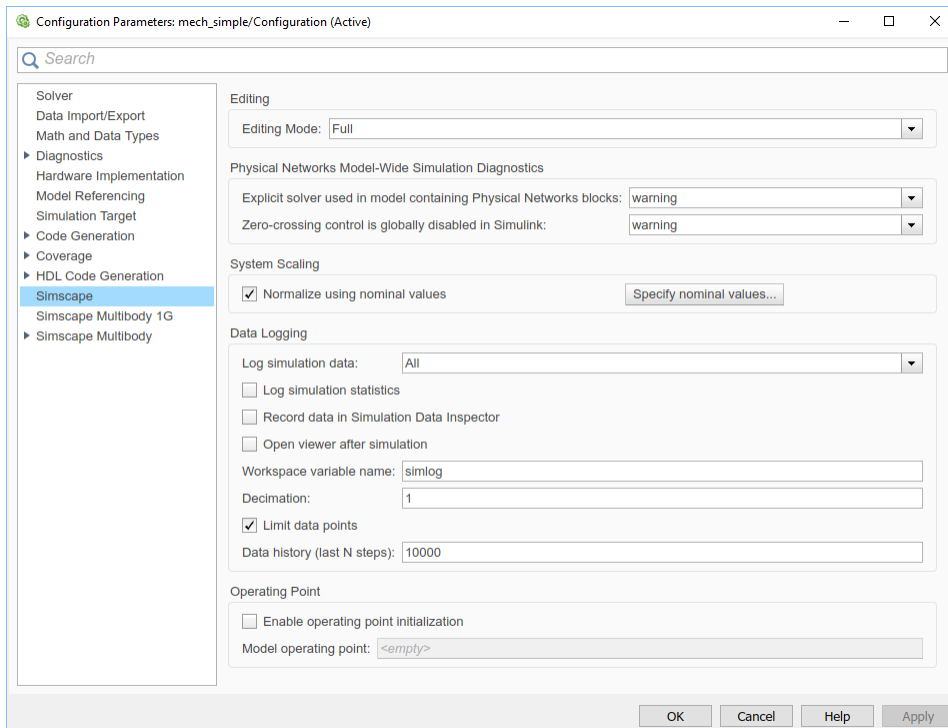 Configuration Parameters: mech_simple/Configuration (Active)
Search
Solver
Data Import/Export
Math and Data Types
Diagnostics
Hardware Implementation
Model Referencing
Simulation Target
Code Generation
Coverage
HDL Code Generation
Simscape
Simscape Multibody 1G
Simscape Multibody
Editing
Editing Mode: Full
Physical Networks Model-Wide Simulation Diagnostics
Explicit solver used in model containing Physical Networks blocks: warning
Zero-crossing control is globally disabled in Simulink: warning
System Scaling
Normalize using nominal values Specify nominal values...
Data Logging
Log simulation data: All
Log simulation statistics
Record data in Simulation Data Inspector
Open viewer after simulation
Workspace variable name: simlog
Decimation: 1
Limit data points
Data history (last N steps): 10000
Operating Point
Enable operating point initialization
Model operating point: <empty>
OK Cancel Help Apply